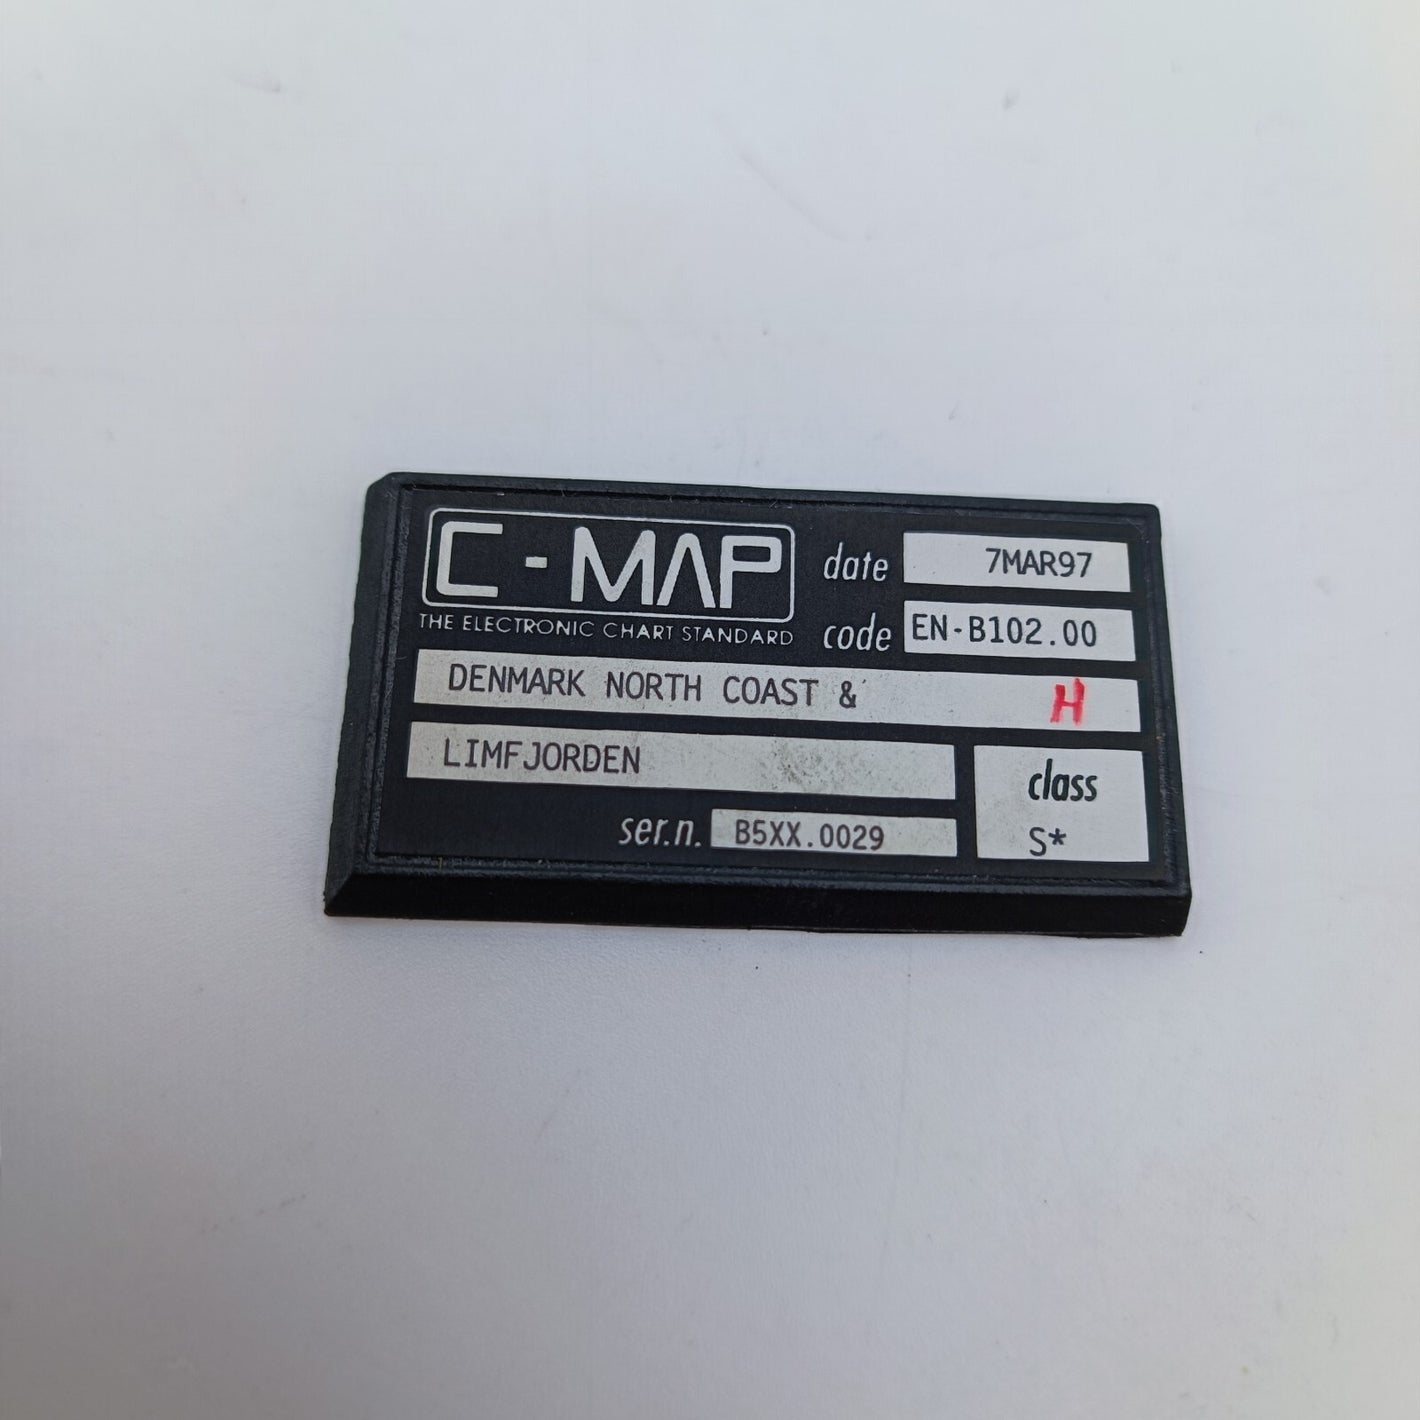 C-MAP
THE ELECTRONIC CHART STANDARD
date 7MAR97
code EN-B102.00
DENMARK NORTH COAST & H
LIMFJORDEN
class
S*
ser.n. B5XX.0029